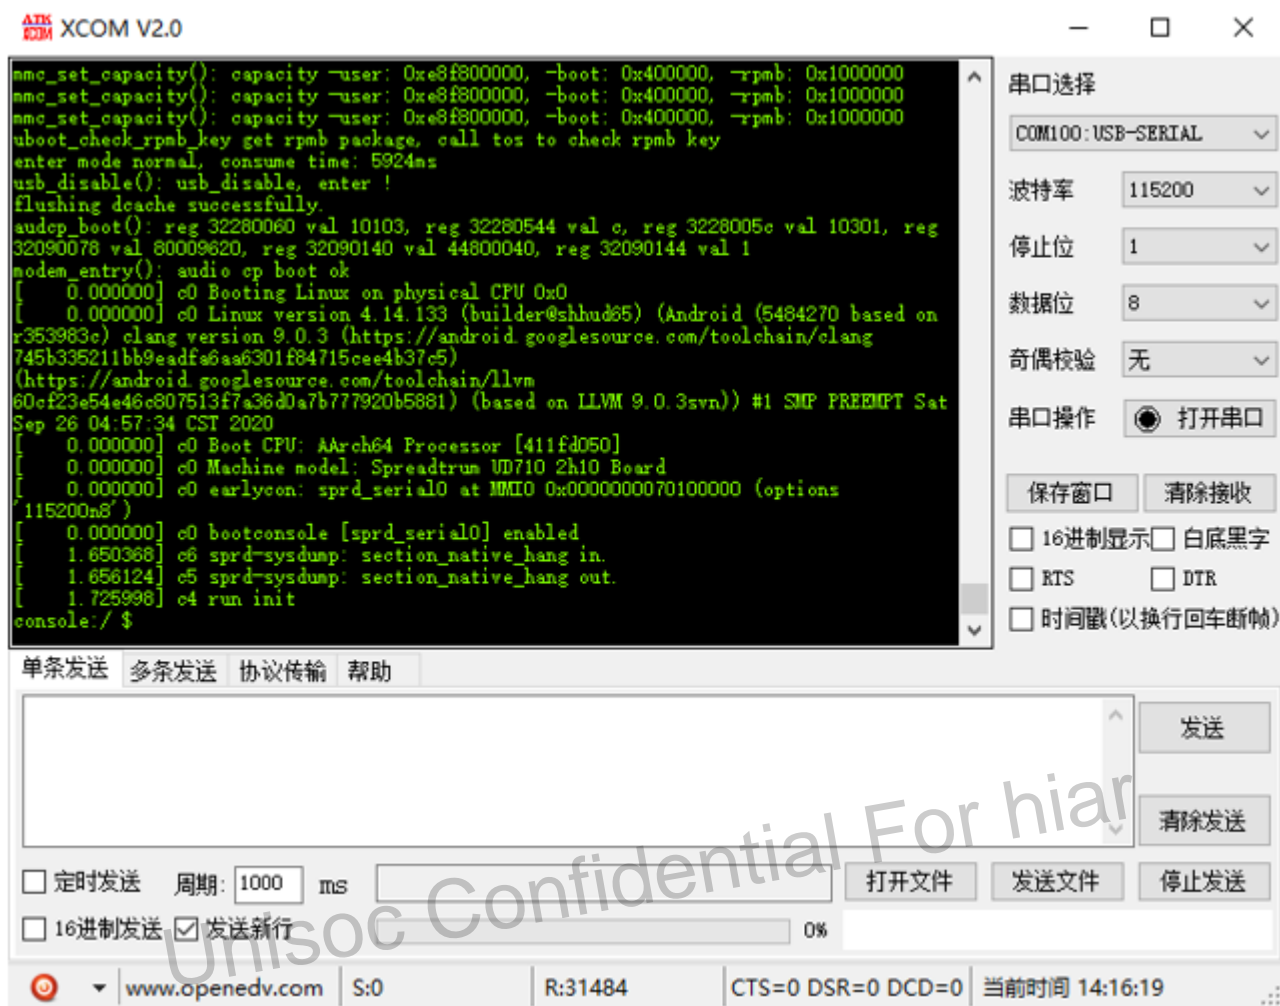 XCOM V2.0
mmc_set_capacity(): capacity -user: 0xe8f800000, -boot: 0x400000, -rpmb: 0x1000000
mmc_set_capacity(): capacity -user: 0xe8f800000, -boot: 0x400000, -rpmb: 0x1000000
mmc_set_capacity(): capacity -user: 0xe8f800000, -boot: 0x400000, -rpmb: 0x1000000
uboot_check_rpmb_key get rpmb package, call tos to check rpmb key
enter mode normal, consume time: 5924ms
usb_disable(): usb_disable, enter !
flushing dcache successfully.
audcp_boot(): reg 32280060 val 10103, reg 32280544 val c, reg 3228005c val 10301, reg
32090078 val 80009620, reg 32090140 val 44800040, reg 32090144 val 1
modem_entry(): audio cp boot ok
[    0.000000] c0 Booting Linux on physical CPU 0x0
[    0.000000] c0 Linux version 4.14.133 (builder@shhud65) (Android (5484270 based on
r353983c) clang version 9.0.3 (https://android.googlesource.com/toolchain/clang
745b335211bb9eadfa6aa6301f84715cee4b37c5)
(https://android.googlesource.com/toolchain/llvm
60cf23e54e46c807513f7a36d0a7b777920b5881) (based on LLVM 9.0.3svn)) #1 SMP PREEMPT Sat
Sep 26 04:57:34 CST 2020
[    0.000000] c0 Boot CPU: AArch64 Processor [411fd050]
[    0.000000] c0 Machine model: Spreadtrum UD710 2h10 Board
[    0.000000] c0 earlycon: sprd_serial0 at MMIO 0x0000000070100000 (options
'115200n8')
[    0.000000] c0 bootconsole [sprd_serial0] enabled
[    1.650368] c6 sprd-sysdump: section_native_hang in.
[    1.656124] c5 sprd-sysdump: section_native_hang out.
[    1.725998] c4 run init
console:/ $
串口选择
COM100:USB-SERIAL
波特率 115200
停止位 1
数据位 8
奇偶校验 无
串口操作 打开串口
保存窗口 清除接收
16进制显示 白底黑字
RTS DTR
时间戳(以换行回车断帧)
单条发送 多条发送 协议传输 帮助
发送
清除发送
定时发送 周期: 1000 ms 打开文件 发送文件 停止发送
16进制发送 发送新行 0%
Unisoc Confidential For hiar
www.openedv.com S:0 R:31484 CTS=0 DSR=0 DCD=0 当前时间 14:16:19